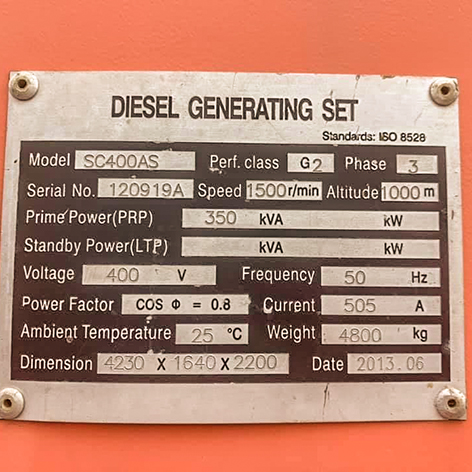 DIESEL GENERATING SET
Standards: ISO 8528
Model SC400AS Perf. class G2 Phase 3
Serial No. 120919A Speed 1500 r/min Altitude 1000 m
Prime Power(PRP) 350 kVA kW
Standby Power(LTP) kVA kW
Voltage 400 V Frequency 50 Hz
Power Factor COS Φ = 0.8 Current 505 A
Ambient Temperature 25 °C Weight 4800 kg
Dimension 4230 X 1640 X 2200 Date 2013.06